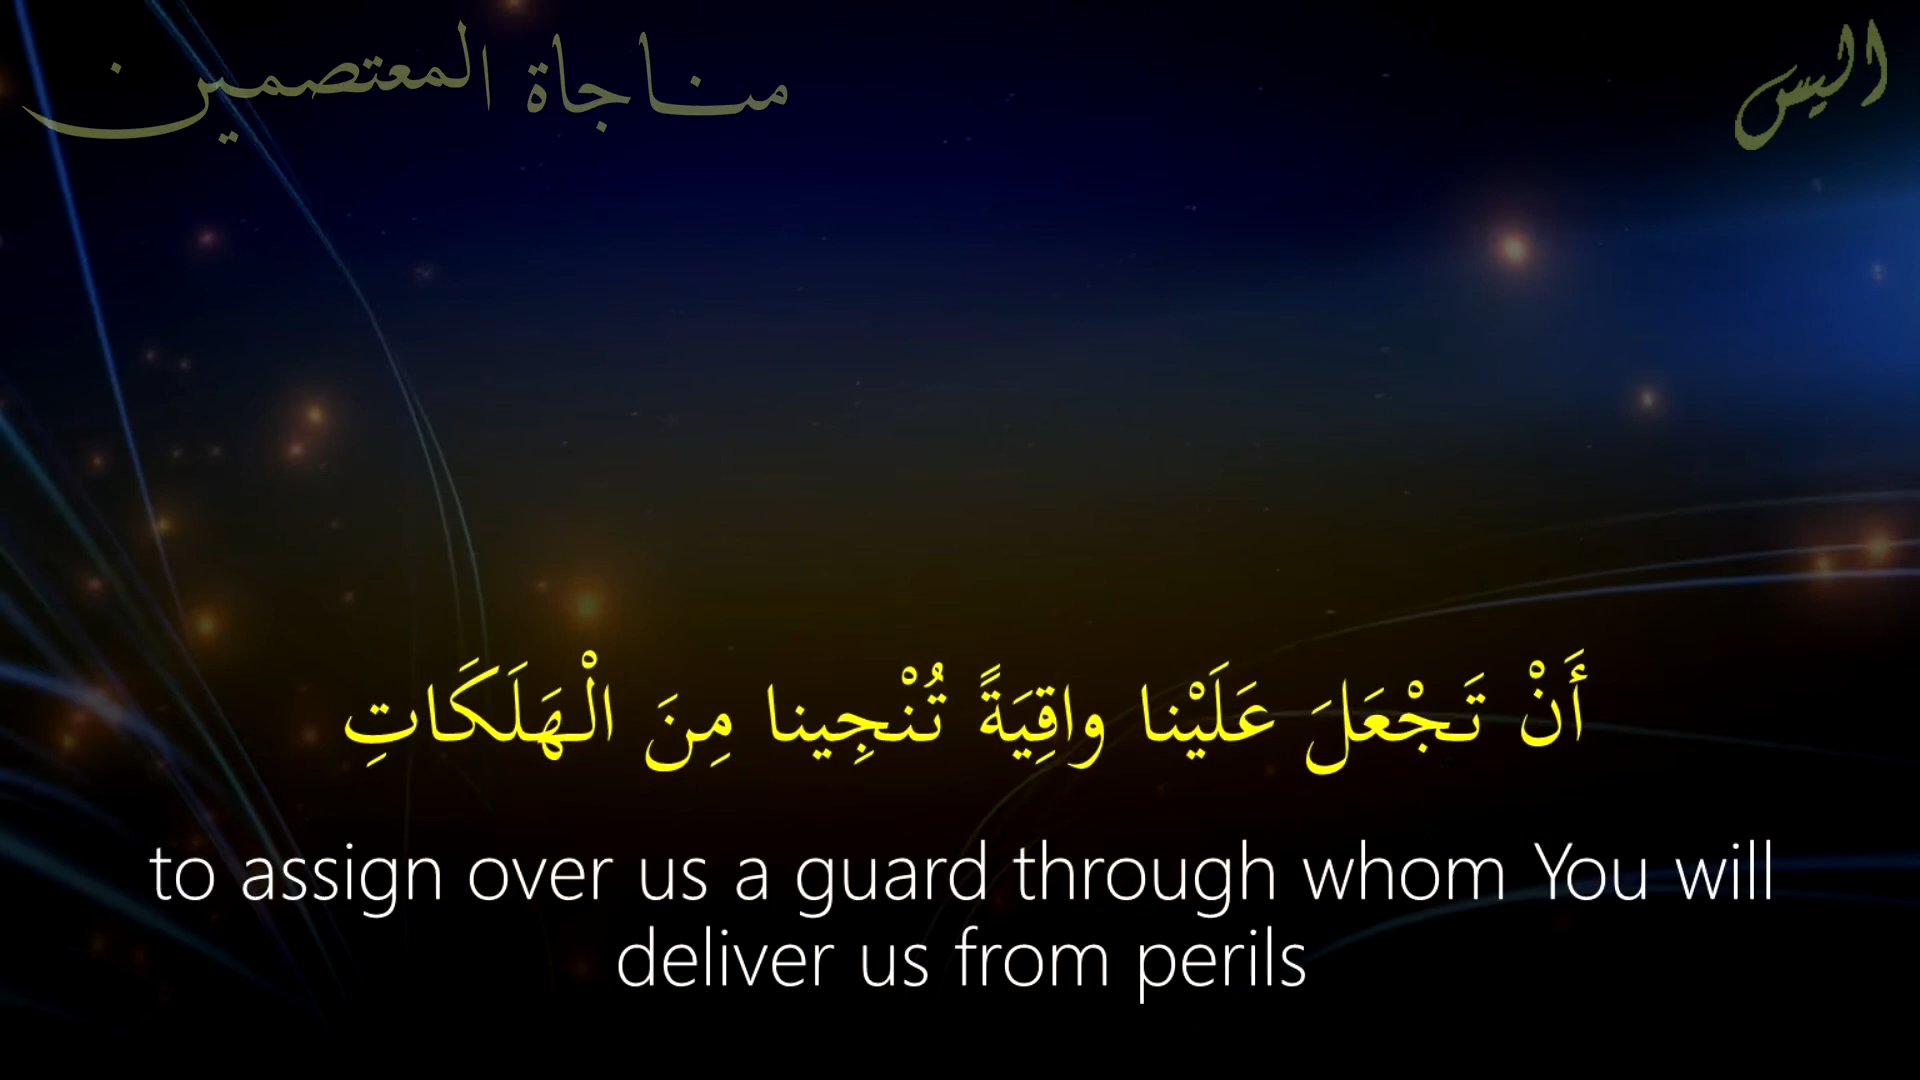 مناجاة المعتصمين
اليس
أَنْ تَجْعَلَ عَلَيْنا واقِيَةً تُنْجِينا مِنَ الْهَلَكَاتِ
to assign over us a guard through whom You will
deliver us from perils